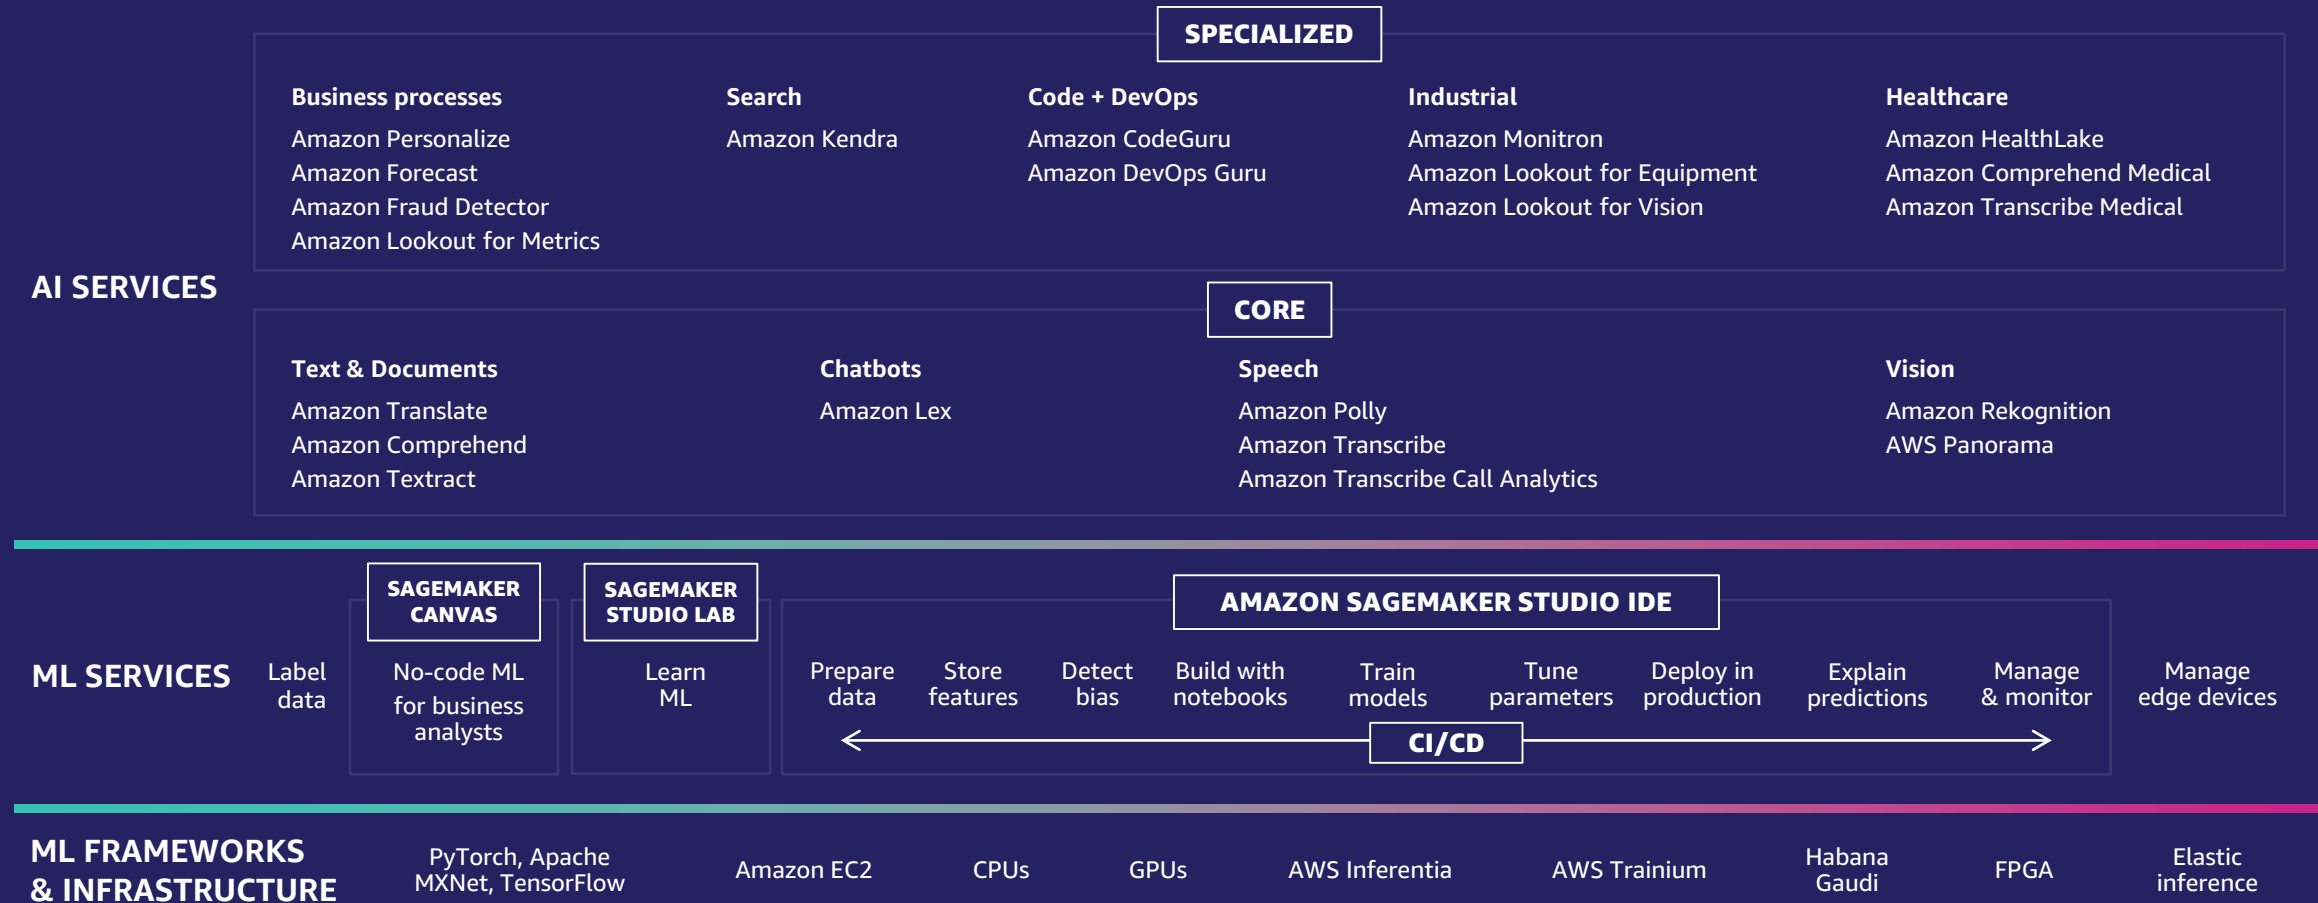 SPECIALIZED
Business processes
Amazon Personalize
Amazon Forecast
Amazon Fraud Detector
Amazon Lookout for Metrics
Search
Amazon Kendra
Code + DevOps
Amazon CodeGuru
Amazon DevOps Guru
Industrial
Amazon Monitron
Amazon Lookout for Equipment
Amazon Lookout for Vision
Healthcare
Amazon HealthLake
Amazon Comprehend Medical
Amazon Transcribe Medical
AI SERVICES
CORE
Text & Documents
Amazon Translate
Amazon Comprehend
Amazon Textract
Chatbots
Amazon Lex
Speech
Amazon Polly
Amazon Transcribe
Amazon Transcribe Call Analytics
Vision
Amazon Rekognition
AWS Panorama
ML SERVICES
Label
data
SAGEMAKER
CANVAS
No-code ML
for business
analysts
SAGEMAKER
STUDIO LAB
Learn
ML
AMAZON SAGEMAKER STUDIO IDE
Prepare
data
Store
features
Detect
bias
Build with
notebooks
Train
models
Tune
parameters
Deploy in
production
Explain
predictions
Manage
& monitor
CI/CD
Manage
edge devices
ML FRAMEWORKS
& INFRASTRUCTURE
PyTorch, Apache
MXNet, TensorFlow
Amazon EC2
CPUs
GPUs
AWS Inferentia
AWS Trainium
Habana
Gaudi
FPGA
Elastic
inference